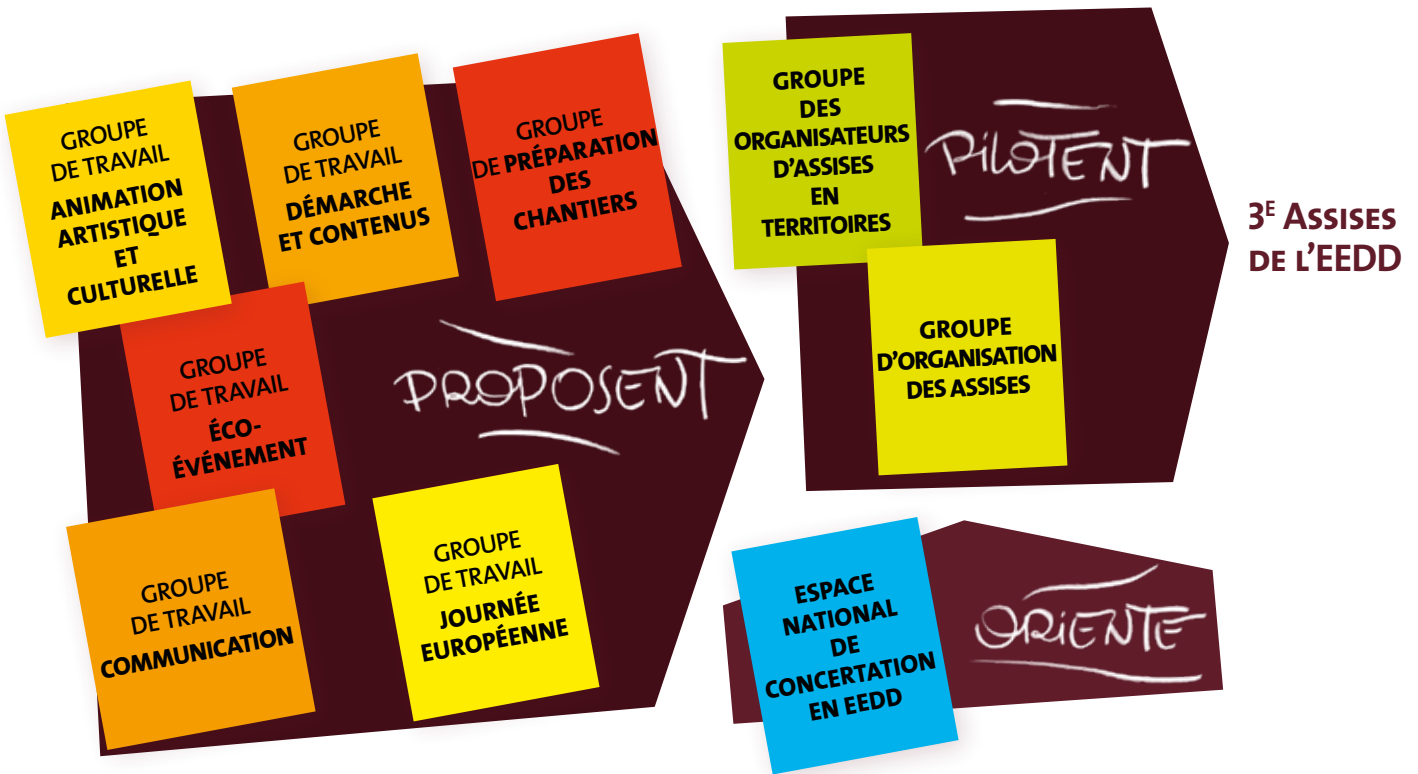 GROUPE
DE TRAVAIL
ANIMATION
ARTISTIQUE
ET
CULTURELLE
GROUPE
DE TRAVAIL
DÉMARCHE
ET CONTENUS
GROUPE
DE PRÉPARATION
DES
CHANTIERS
GROUPE
DE TRAVAIL
ÉCO-
ÉVÉNEMENT
PROPOSENT
GROUPE
DE TRAVAIL
COMMUNICATION
GROUPE
DE TRAVAIL
JOURNÉE
EUROPÉENNE
GROUPE
DES
ORGANISATEURS
D'ASSISES
EN
TERRITOIRES
PILOTENT
GROUPE
D'ORGANISATION
DES ASSISES
3E ASSISES
DE L'EEDD
ESPACE
NATIONAL
DE
CONCERTATION
EN EEDD
ORIENTE